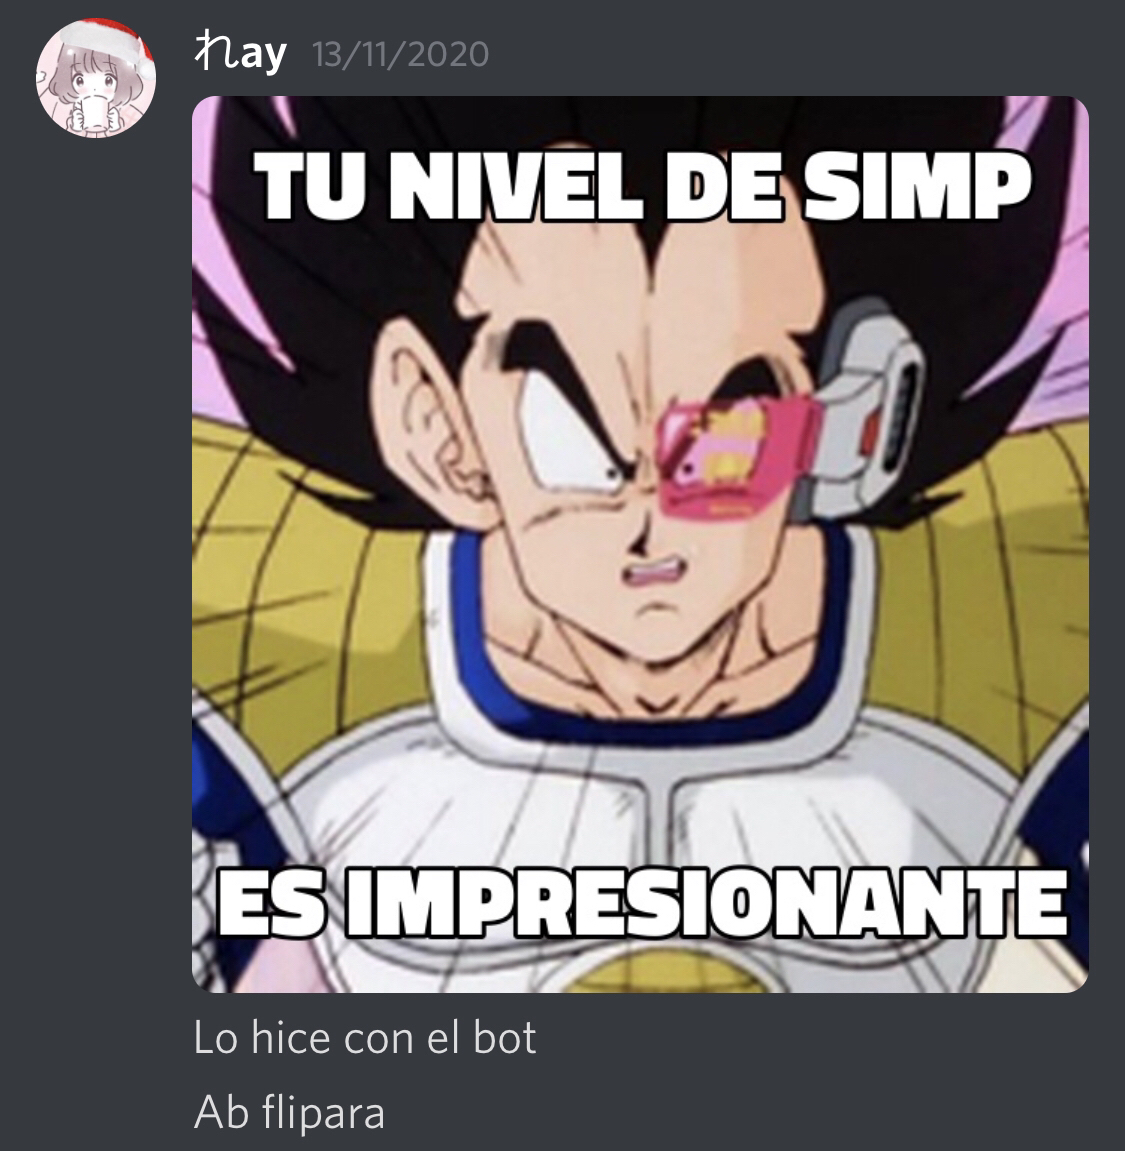 れay 13/11/2020
TU NIVEL DE SIMP
ES IMPRESIONANTE
Lo hice con el bot
Ab flipara